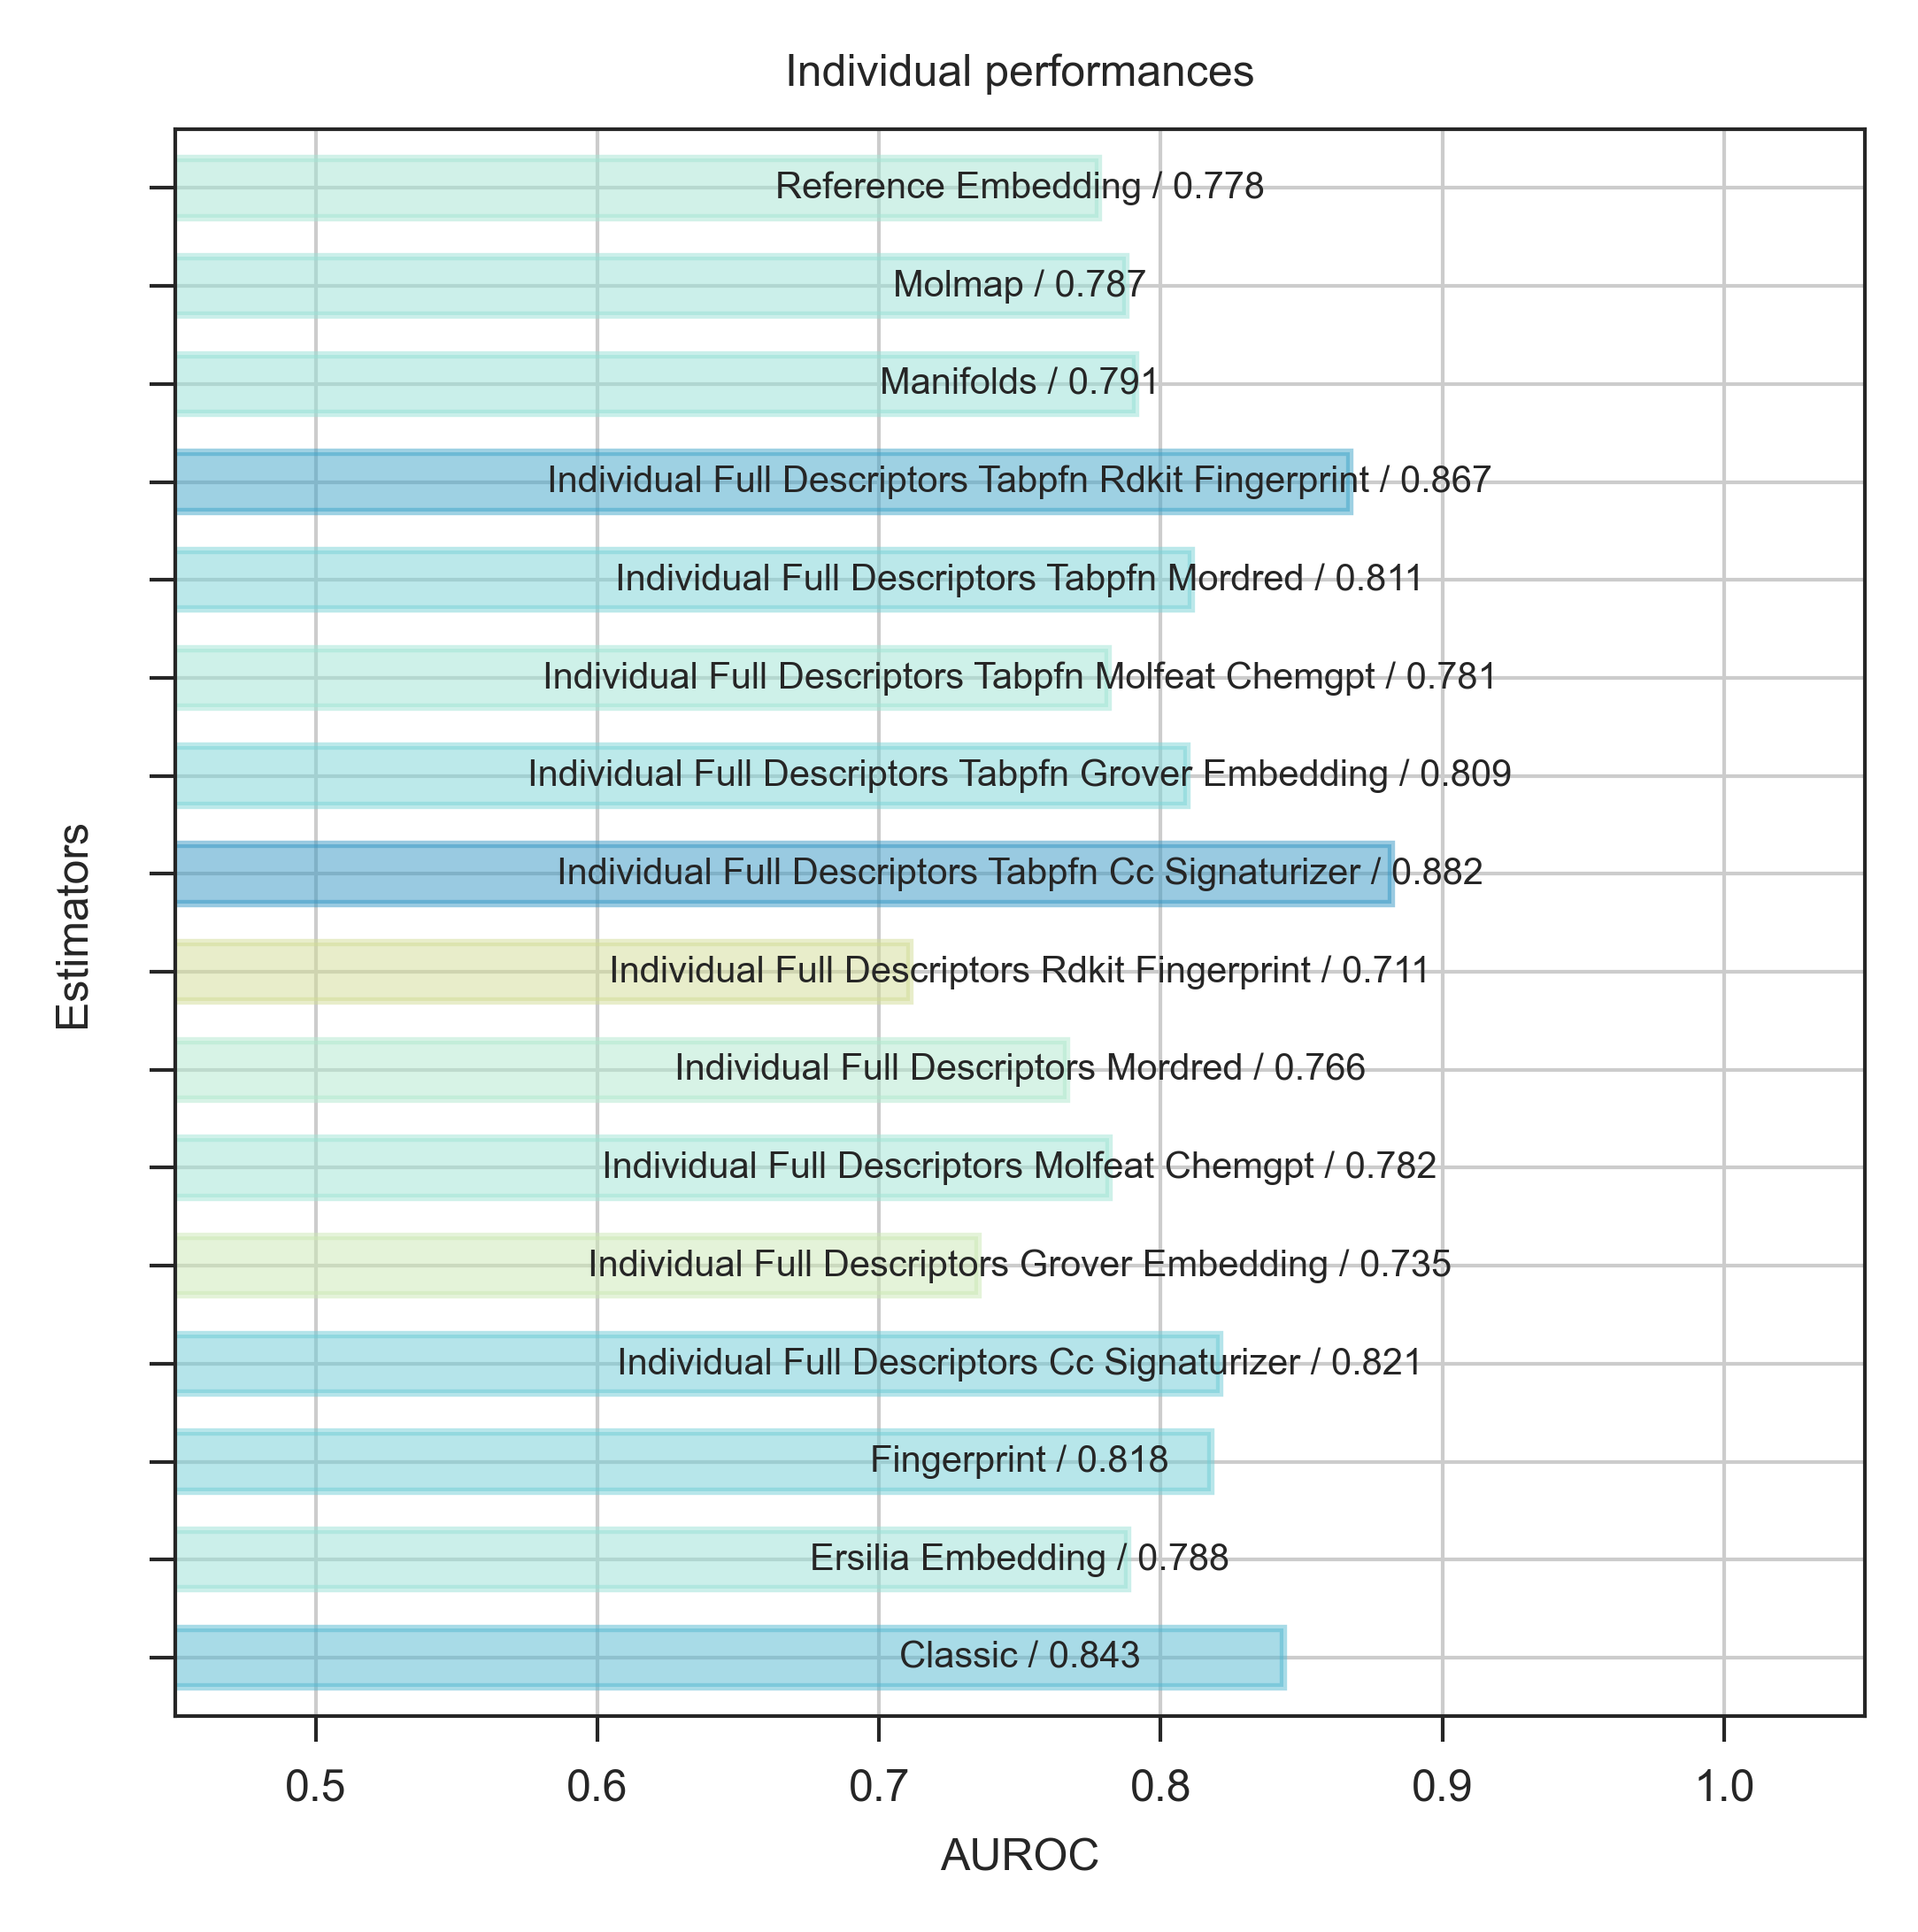 Individual performances
Reference Embedding / 0.778
Molmap / 0.787
Manifolds / 0.791
Individual Full Descriptors Tabpfn Rdkit Fingerprint / 0.867
Individual Full Descriptors Tabpfn Mordred / 0.811
Individual Full Descriptors Tabpfn Molfeat Chemgpt / 0.781
Individual Full Descriptors Tabpfn Grover Embedding / 0.809
Individual Full Descriptors Tabpfn Cc Signaturizer / 0.882
Individual Full Descriptors Rdkit Fingerprint / 0.711
Individual Full Descriptors Mordred / 0.766
Individual Full Descriptors Molfeat Chemgpt / 0.782
Individual Full Descriptors Grover Embedding / 0.735
Individual Full Descriptors Cc Signaturizer / 0.821
Fingerprint / 0.818
Ersilia Embedding / 0.788
Classic / 0.843
Estimators
0.5 0.6 0.7 0.8 0.9 1.0
AUROC